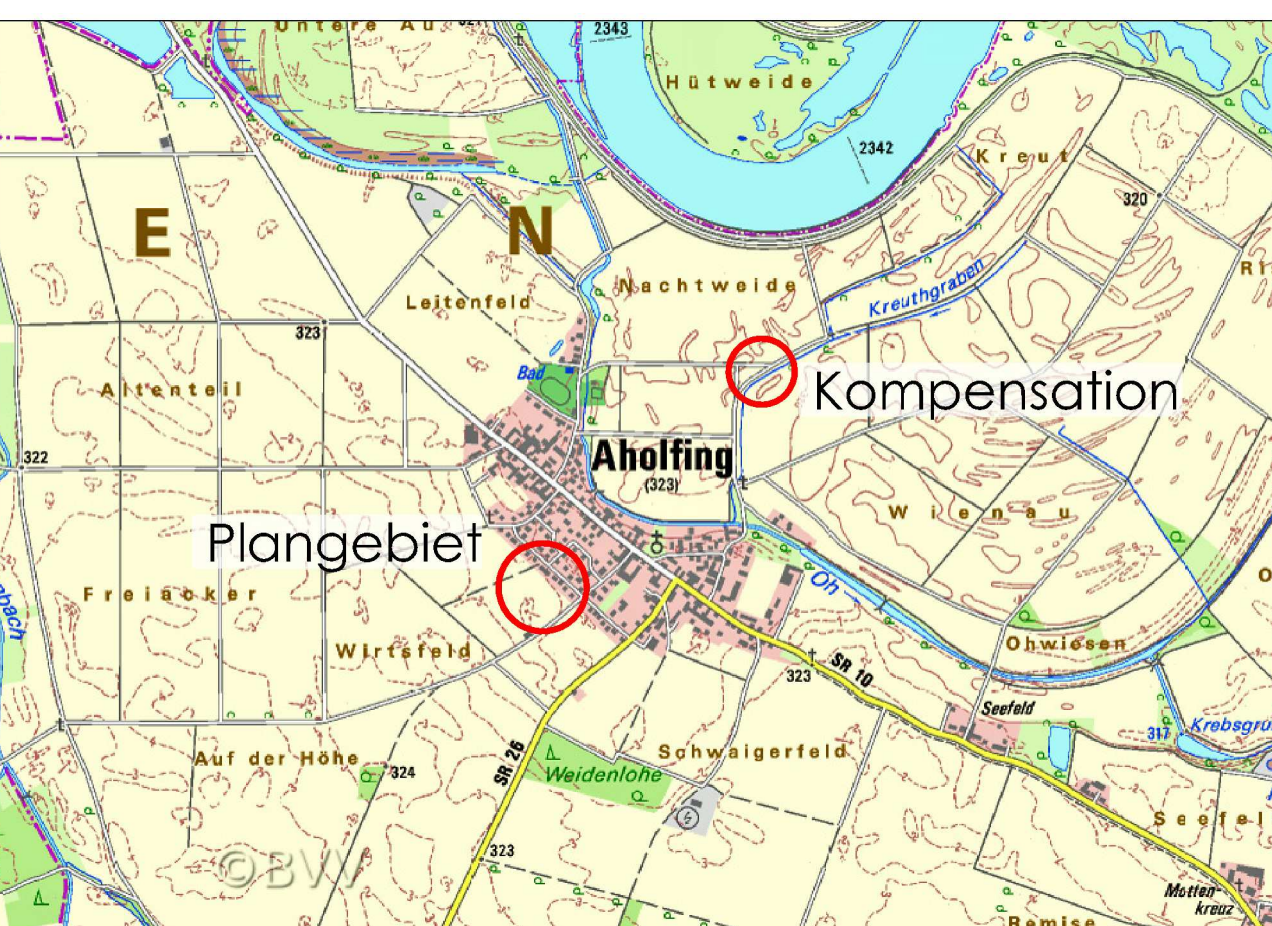 Untere Au
2343
Hütweide
2342
Kreut
320
E
N
Leitenfeld
Nachtweide
Kreuthgraben
323
Altenteil
Bad
Kompensation
322
Aholfing
(323)
Wienau
Plangebiet
Freiäcker
Oh
Wirtsfeld
Ohwiesen
323
SR 10
Seefeld
317
Auf der Höhe
324
SR 26
Schwaigerfeld
Weidenlohe
323
©BVV
Motten-
kreuz
Remise